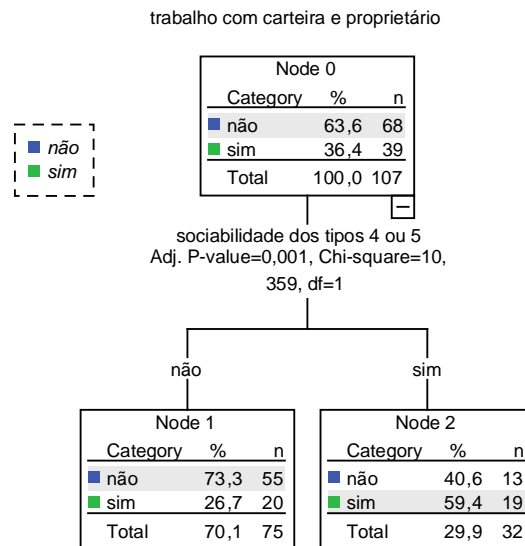 trabalho com carteira e proprietário
Node 0
Category % n
não 63,6 68
sim 36,4 39
Total 100,0 107
não
sim
sociabilidade dos tipos 4 ou 5
Adj. P-value=0,001, Chi-square=10,
359, df=1
não
sim
Node 1
Category % n
não 73,3 55
sim 26,7 20
Total 70,1 75
Node 2
Category % n
não 40,6 13
sim 59,4 19
Total 29,9 32